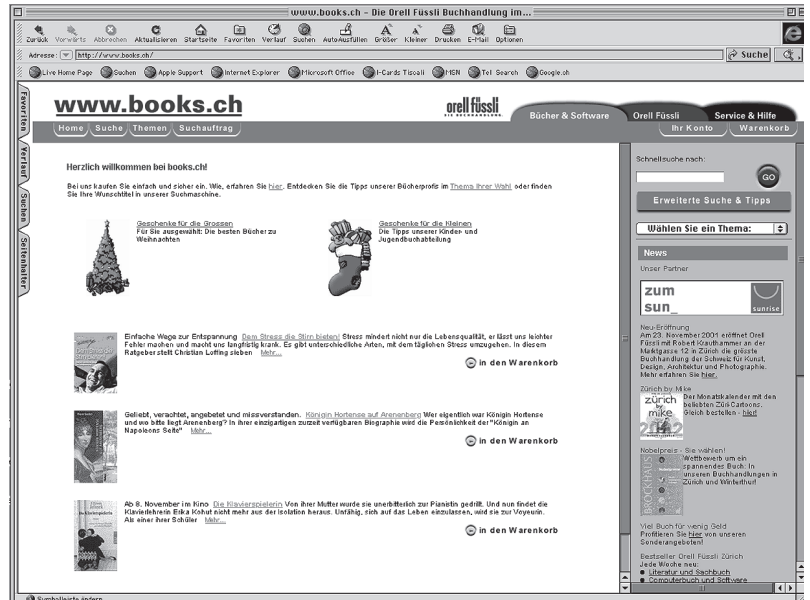 www.books.ch - Die Orell Füssli Buchhandlung im...
Zurück Vorwärts Abbrechen Aktualisieren Startseite Favoriten Verlauf Suchen AutoAusfüllen Größer Kleiner Drucken E-Mail Optionen
Adresse: http://www.books.ch/ Suche
Live Home Page Suchen Apple Support Internet Explorer Microsoft Office I-Cards Tiscali MSN Tel Search Google.ch
Favoriten
Verlauf
Suchen
Seitenhalter
www.books.ch
orell füssli
DIE BUCHHANDLUNG.
Bücher & Software Orell Füssli Service & Hilfe
Home Suche Themen Suchauftrag
Ihr Konto Warenkorb
Herzlich willkommen bei books.ch!
Bei uns kaufen Sie einfach und sicher ein. Wie, erfahren Sie hier. Entdecken Sie die Tipps unserer Bücherprofis im Thema Ihrer Wahl oder finden
Sie Ihre Wunschtitel in unserer Suchmaschine.
Geschenke für die Grossen
Für Sie ausgewählt: Die besten Bücher zu
Weihnachten
Geschenke für die Kleinen
Die Tipps unserer Kinder- und
Jugendbuchabteilung
Einfache Wege zur Entspannung Dem Stress die Stirn bieten! Stress mindert nicht nur die Lebensqualität, er lässt uns leichter
Fehler machen und macht uns langfristig krank. Es gibt unterschiedliche Arten, mit dem täglichen Stress umzugehen. In diesem
Ratgeber stellt Christian Loffing sieben Mehr...
in den Warenkorb
Geliebt, verachtet, angebetet und missverstanden. Königin Hortense auf Arenenberg Wer eigentlich war Königin Hortense
und wo bitte liegt Arenenberg? In ihrer einzigartigen zurzeit verfügbaren Biographie wird die Persönlichkeit der "Königin an
Napoleons Seite" Mehr...
in den Warenkorb
Ab 8. November im Kino Die Klavierspielerin Von ihrer Mutter wurde sie unerbittlich zur Pianistin gedrillt. Und nun findet die
Klavierlehrerin Erika Kohut nicht mehr aus der Isolation heraus. Unfähig, sich auf das Leben einzulassen, wird sie zur Voyeurin.
Als einer ihrer Schüler Mehr...
in den Warenkorb
Schnellsuche nach:
GO
Erweiterte Suche & Tipps
Wählen Sie ein Thema:
News
Unser Partner
zum
sun_
sunrise
Neu-Eröffnung
Am 23. November 2001 eröffnet Orell
Füssli mit Robert Krauthammer an der
Marktgasse 12 in Zürich die grösste
Buchhandlung der Schweiz für Kunst,
Design, Architektur und Photographie.
Mehr erfahren Sie hier.
Zürich by Mike
zürich
by
mike
2002
Der Monatskalender mit den
beliebten Züri-Cartoons.
Gleich bestellen - hier!
Nobelpreis - Sie wählen!
BROCKHAUS
Wettbewerb um ein
spannendes Buch: In
unseren Buchhandlungen in
Zürich und Winterthur!
Viel Buch für wenig Geld
Profitieren Sie hier von unseren
Sonderangeboten!
Bestseller Orell Füssli Zürich
Jede Woche neu:
Literatur und Sachbuch
Computerbuch und Software
Symbolleiste ändern